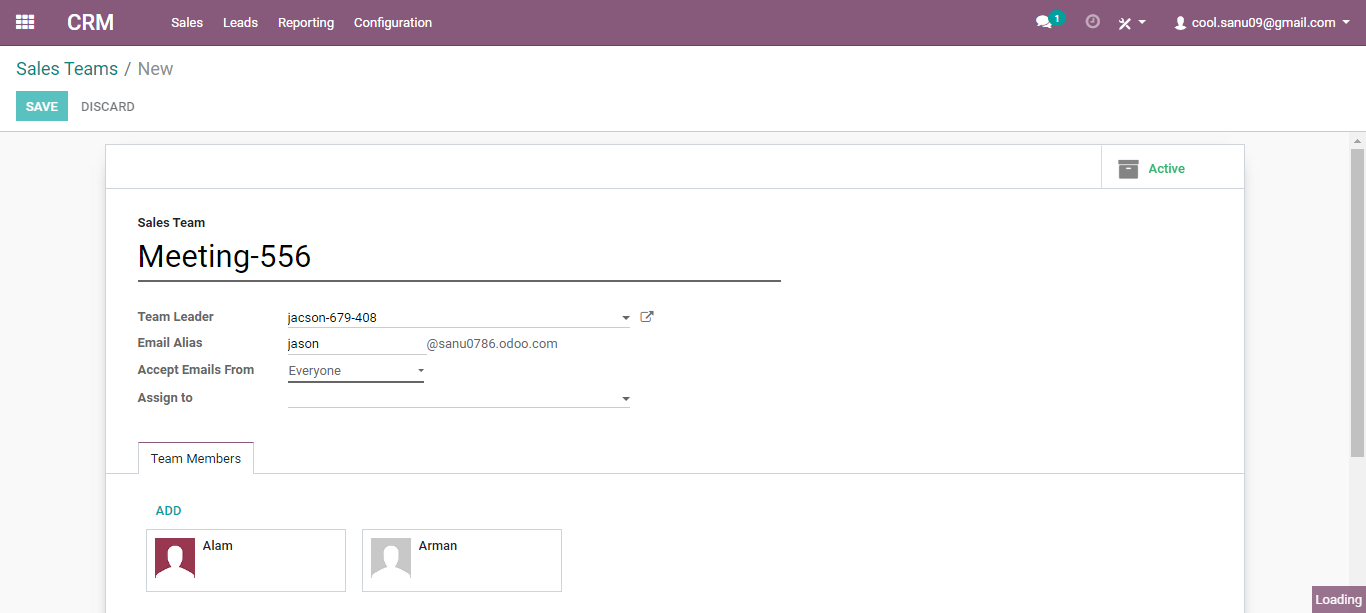 CRM Sales Leads Reporting Configuration 1 cool.sanu09@gmail.com
Sales Teams / New
SAVE DISCARD
Active
Sales Team
Meeting-556
Team Leader jacson-679-408
Email Alias jason @sanu0786.odoo.com
Accept Emails From Everyone
Assign to
Team Members
ADD
Alam Arman
Loading